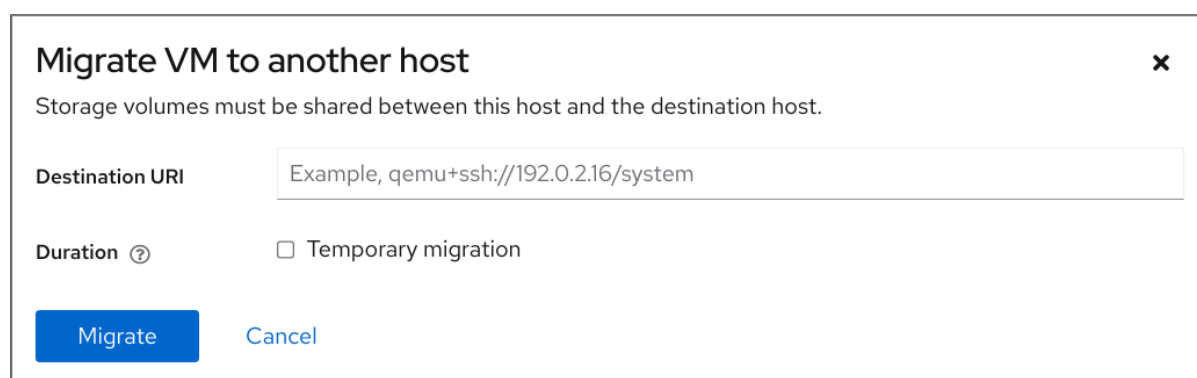 Migrate VM to another host
Storage volumes must be shared between this host and the destination host.
Destination URI
Example, qemu+ssh://192.0.2.16/system
Duration
Temporary migration
Migrate
Cancel